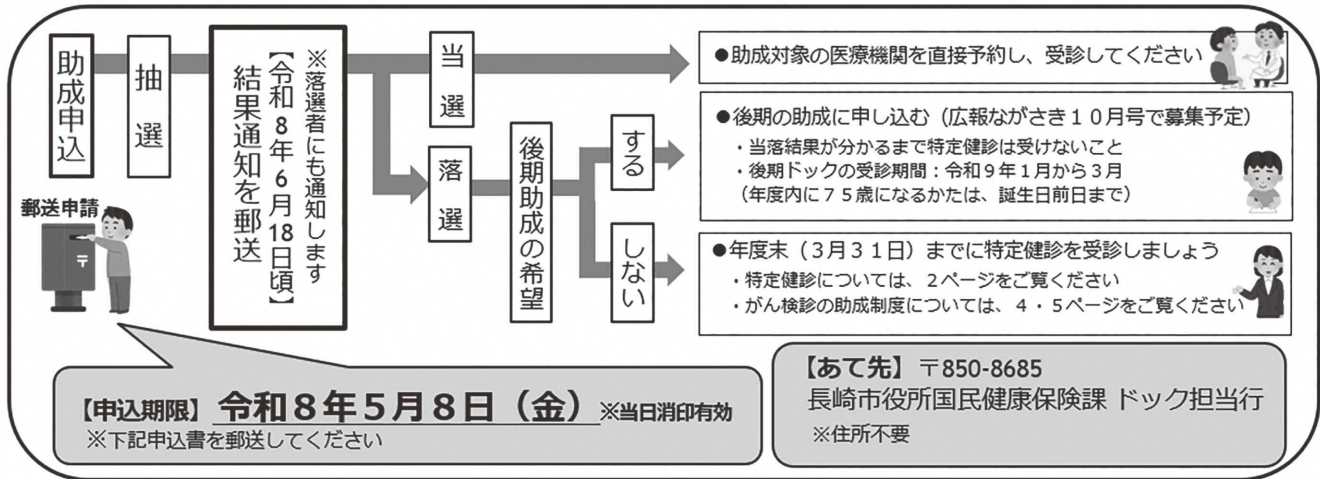 助成申込
抽選
※落選者にも通知します
【令和8年6月18日頃】
結果通知を郵送
当選
落選
後期助成の希望
する
しない
●助成対象の医療機関を直接予約し、受診してください
●後期の助成に申し込む（広報ながさき１０月号で募集予定）
・当落結果が分かるまで特定健診は受けないこと
・後期ドックの受診期間：令和９年１月から３月
（年度内に７５歳になるかたは、誕生日前日まで）
●年度末（３月３１日）までに特定健診を受診しましょう
・特定健診については、２ページをご覧ください
・がん検診の助成制度については、４・５ページをご覧ください
郵送申請
〒
【申込期限】令和８年５月８日（金）※当日消印有効
※下記申込書を郵送してください
【あて先】〒850-8685
長崎市役所国民健康保険課 ドック担当行
※住所不要